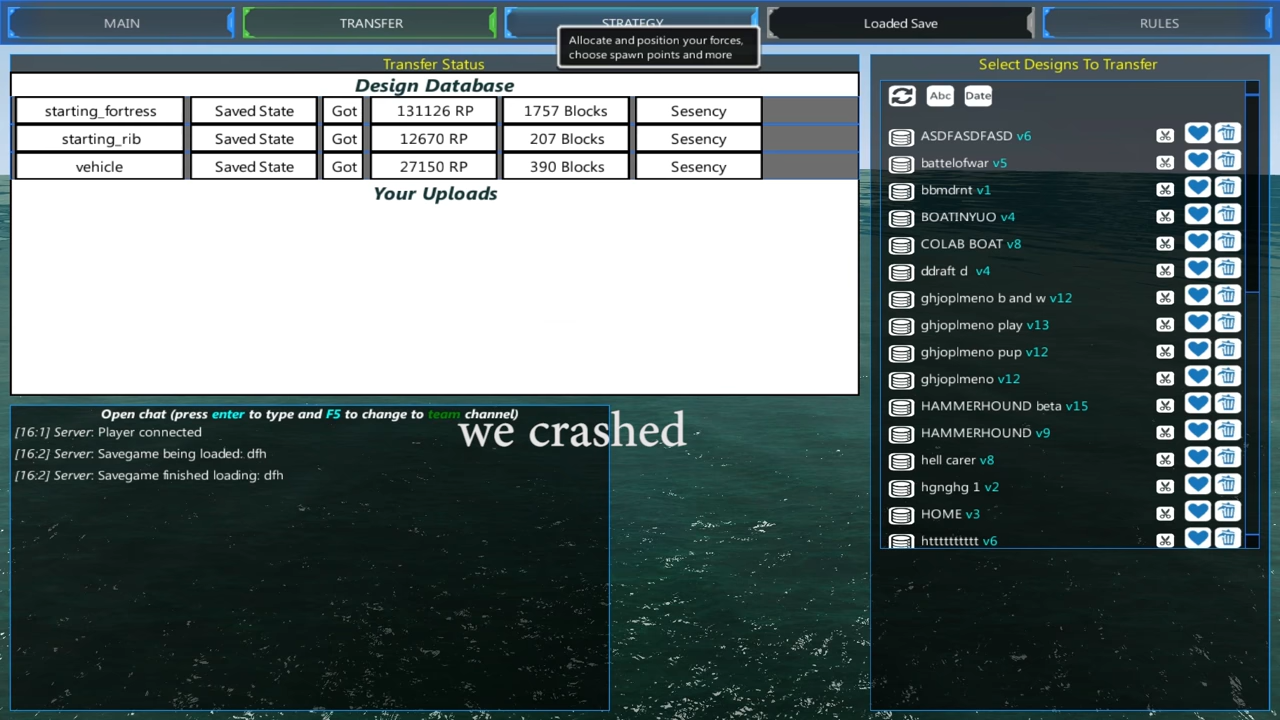 MAIN
TRANSFER
STRATEGY
Loaded Save
RULES
Allocate and position your forces,
choose spawn points and more
Transfer Status
Design Database
starting_fortress Saved State Got 131126 RP 1757 Blocks Sesency
starting_rib Saved State Got 12670 RP 207 Blocks Sesency
vehicle Saved State Got 27150 RP 390 Blocks Sesency
Your Uploads
Open chat (press enter to type and F5 to change to team channel)
[16:1] Server: Player connected
[16:2] Server: Savegame being loaded: dfh
[16:2] Server: Savegame finished loading: dfh
we crashed
Select Designs To Transfer
Abc Date
ASDFASDFASD v6
battelofwar v5
bbmdrnt v1
BOATINYUO v4
COLAB BOAT v8
ddraft d v4
ghjoplmeno b and w v12
ghjoplmeno play v13
ghjoplmeno pup v12
ghjoplmeno v12
HAMMERHOUND beta v15
HAMMERHOUND v9
hell carer v8
hgnghg 1 v2
HOME v3
htttttttttt v6